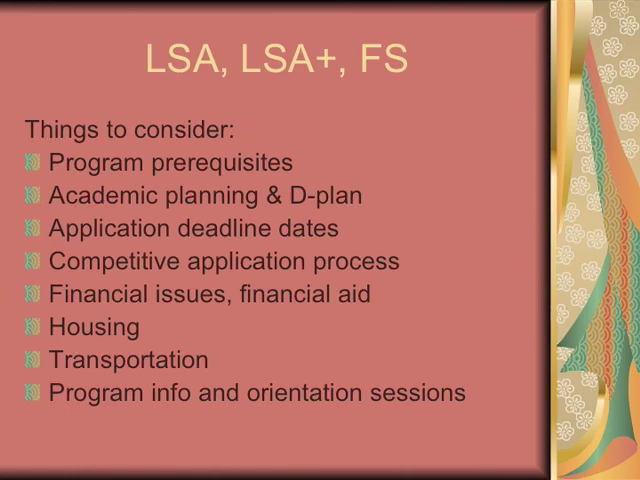 LSA, LSA+, FS
Things to consider:
Program prerequisites
Academic planning & D-plan
Application deadline dates
Competitive application process
Financial issues, financial aid
Housing
Transportation
Program info and orientation sessions